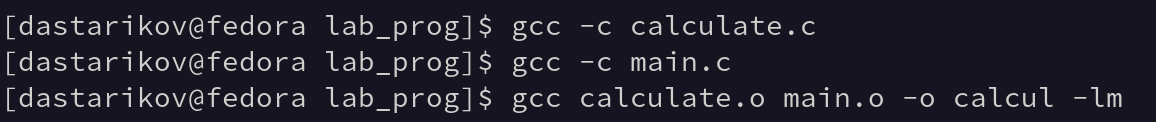 [dastarikov@fedora lab_prog]$ gcc -c calculate.c
[dastarikov@fedora lab_prog]$ gcc -c main.c
[dastarikov@fedora lab_prog]$ gcc calculate.o main.o -o calcul -lm